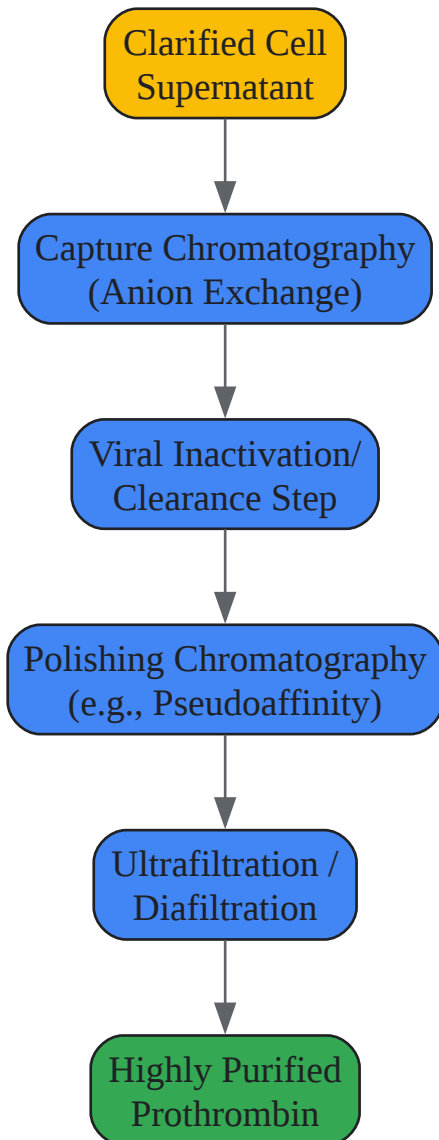 Clarified Cell
Supernatant
Capture Chromatography
(Anion Exchange)
Viral Inactivation/
Clearance Step
Polishing Chromatography
(e.g., Pseudoaffinity)
Ultrafiltration /
Diafiltration
Highly Purified
Prothrombin